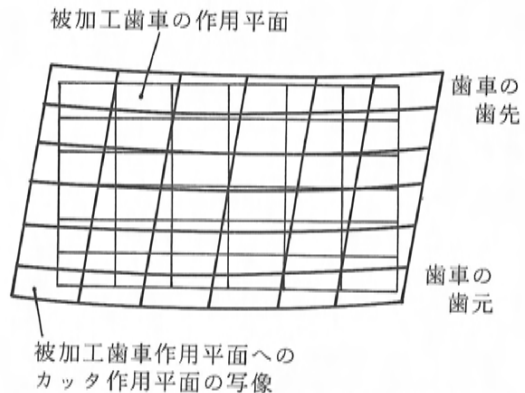 被加工歯車の作用平面
歯車の
歯先
歯車の
歯元
被加工歯車作用平面への
カッタ作用平面の写像